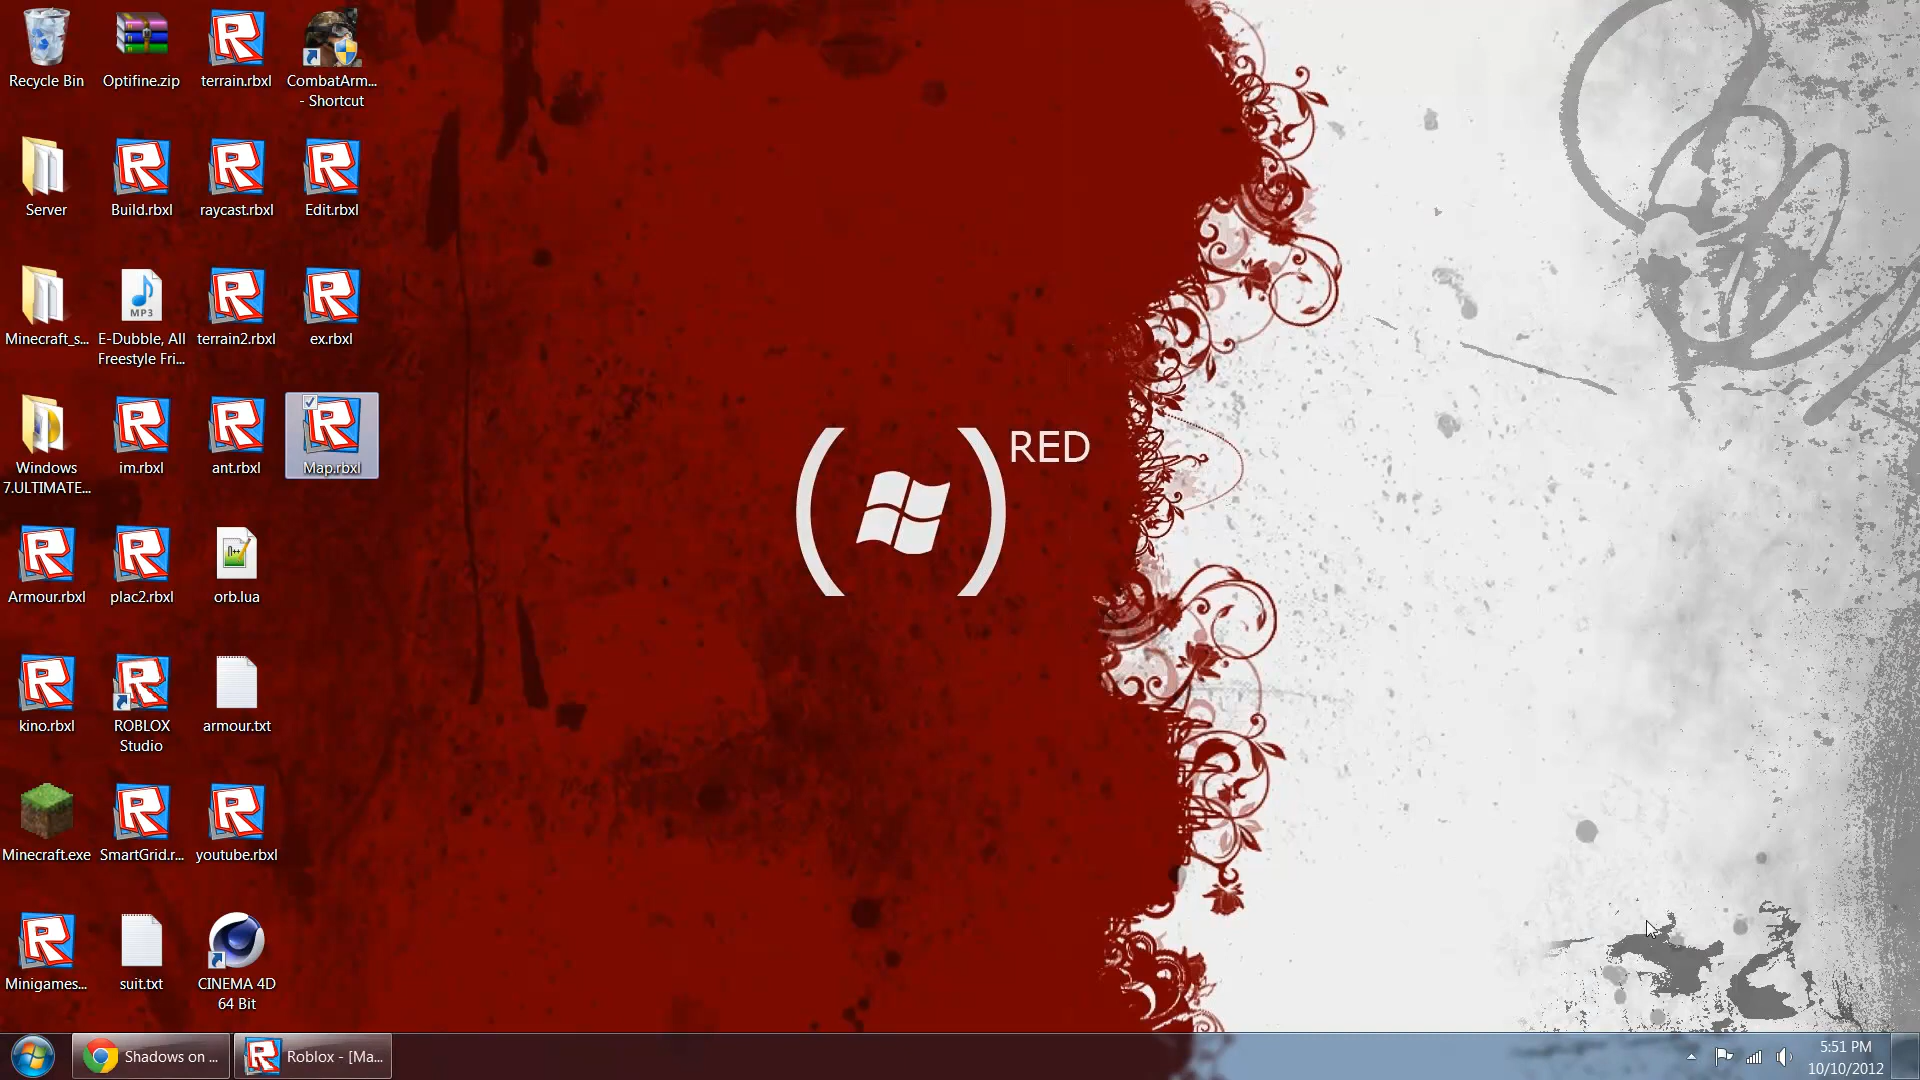 Recycle Bin
Optifine.zip
terrain.rbxl
CombatArm...
- Shortcut
Server
Build.rbxl
raycast.rbxl
Edit.rbxl
Minecraft_s...
E-Dubble, All
Freestyle Fri...
MP3
terrain2.rbxl
ex.rbxl
Windows
7.ULTIMATE...
im.rbxl
ant.rbxl
Map.rbxl
RED
Armour.rbxl
plac2.rbxl
orb.lua
kino.rbxl
ROBLOX
Studio
armour.txt
Minecraft.exe
SmartGrid.r...
youtube.rbxl
Minigames...
suit.txt
CINEMA 4D
64 Bit
Shadows on ...
Roblox - [Ma...
5:51 PM
10/10/2012